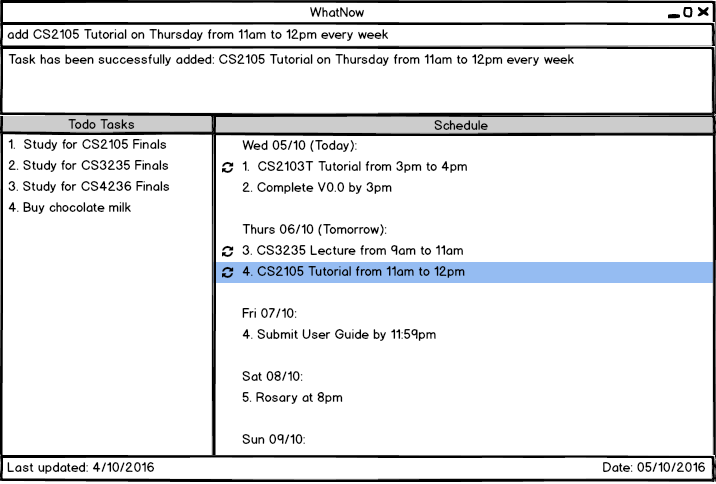 WhatNow
add CS2105 Tutorial on Thursday from 11am to 12pm every week
Task has been successfully added: CS2105 Tutorial on Thursday from 11am to 12pm every week
Todo Tasks
1. Study for CS2105 Finals
2. Study for CS3235 Finals
3. Study for CS4236 Finals
4. Buy chocolate milk
Schedule
Wed 05/10 (Today):
1. CS2103T Tutorial from 3pm to 4pm
2. Complete V0.0 by 3pm
Thurs 06/10 (Tomorrow):
3. CS3235 Lecture from 9am to 11am
4. CS2105 Tutorial from 11am to 12pm
Fri 07/10:
4. Submit User Guide by 11:59pm
Sat 08/10:
5. Rosary at 8pm
Sun 09/10:
Last updated: 4/10/2016
Date: 05/10/2016